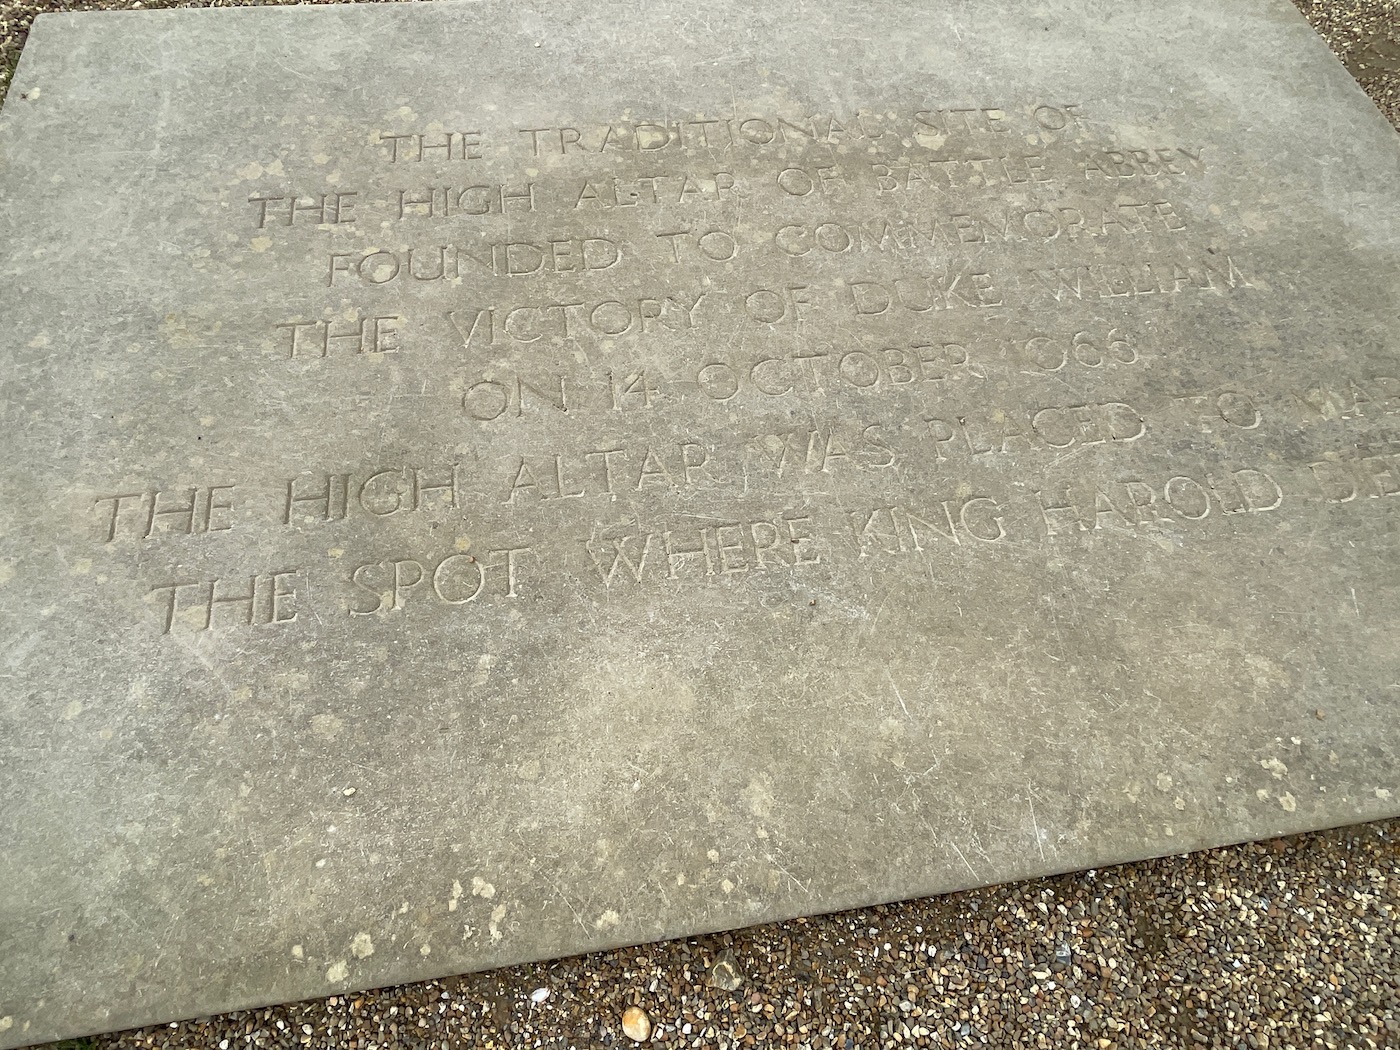 THE TRADITIONAL SITE OF
THE HIGH ALTAR OF BATTLE ABBEY
FOUNDED TO COMMEMORATE
THE VICTORY OF DUKE WILLIAM
ON 14 OCTOBER 1066
THE HIGH ALTAR WAS PLACED TO
THE SPOT WHERE KING HAROLD